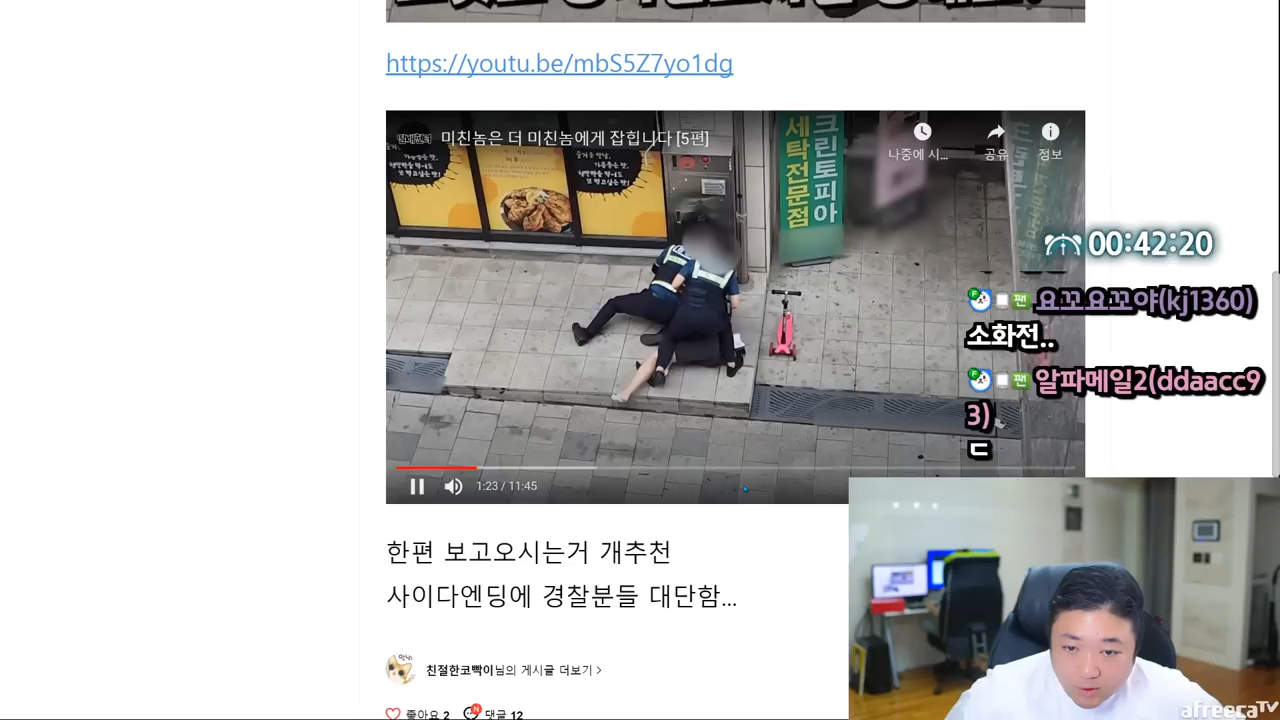 https://youtu.be/mbS5Z7yo1dg
미친놈은 더 미친놈에게 잡힙니다 [5편]
나중에 시...
공유
정보
크린토피아
세탁전문점
00:42:20
팬 요꼬요꼬야(kj1360)
소화전..
팬 알파메일2(ddaacc9
3)
ㄷ
1:23 / 11:45
한편 보고오시는거 개추천
사이다엔딩에 경찰분들 대단함...
친절한코빡이님의 게시글 더보기 >
좋아요 2 댓글 12
afreecaTV